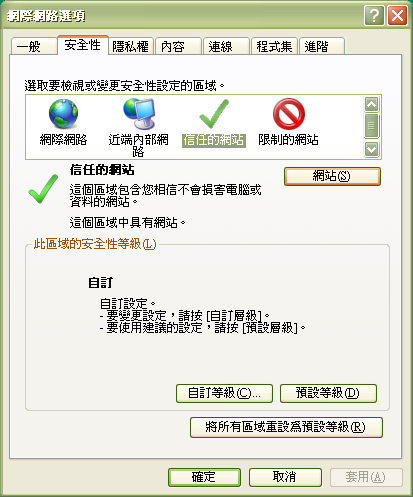 網際網路選項
一般 安全性 隱私權 內容 連線 程式集 進階
選取要檢視或變更安全性設定的區域。
網際網路 近端內部網路 信任的網站 限制的網站
信任的網站
網站(S)
這個區域包含您相信不會損害電腦或
資料的網站。
這個區域中具有網站。
此區域的安全性等級(L)
自訂
自訂設定。
- 要變更設定，請按 [自訂層級]。
- 要使用建議的設定，請按 [預設層級]。
自訂等級(C)... 預設等級(D)
將所有區域重設為預設等級(R)
確定 取消 套用(A)